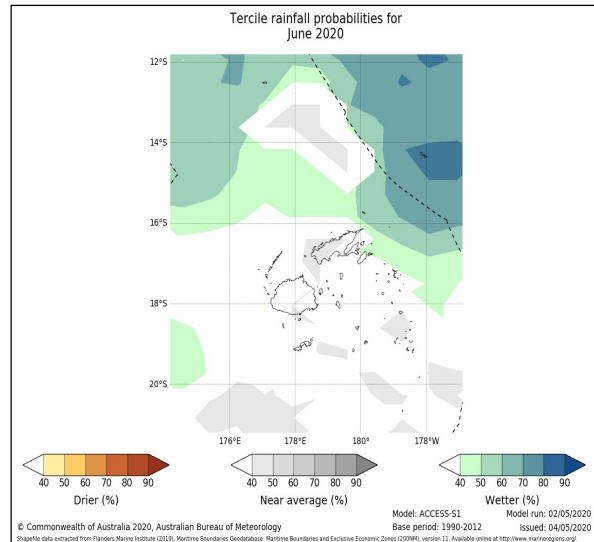 Tercile rainfall probabilities for
June 2020
12°S
14°S
16°S
18°S
20°S
176°E 178°E 180° 178°W
40 50 60 70 80 90
40 50 60 70 80 90
40 50 60 70 80 90
Drier (%)
Near average (%)
Wetter (%)
Model: ACCESS-S1 Model run: 02/05/2020
© Commonwealth of Australia 2020, Australian Bureau of Meteorology Base period: 1990-2012 Issued: 04/05/2020
Shapefile data extracted from Flanders Marine Institute (2019), Maritime Boundaries Geodatabase: Maritime Boundaries and Exclusive Economic Zones (200NM), version 11. Available online at http://www.marineregions.org/.